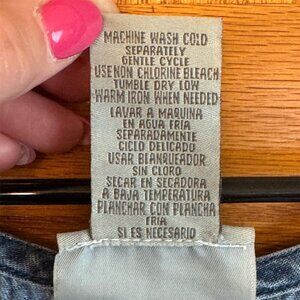 MACHINE WASH COLD
SEPARATELY
GENTLE CYCLE
USE NON CHLORINE BLEACH
TUMBLE DRY LOW
WARM IRON WHEN NEEDED
LAVAR A MAQUINA
EN AGUA FRIA
SEPARADAMENTE
CICLO DELICADO
USAR BLANQUEADOR
SIN CLORO
SECAR EN SECADORA
A BAJA TEMPERATURA
PLANCHAR CON PLANCHA
FRIA
SI ES NECESARIO